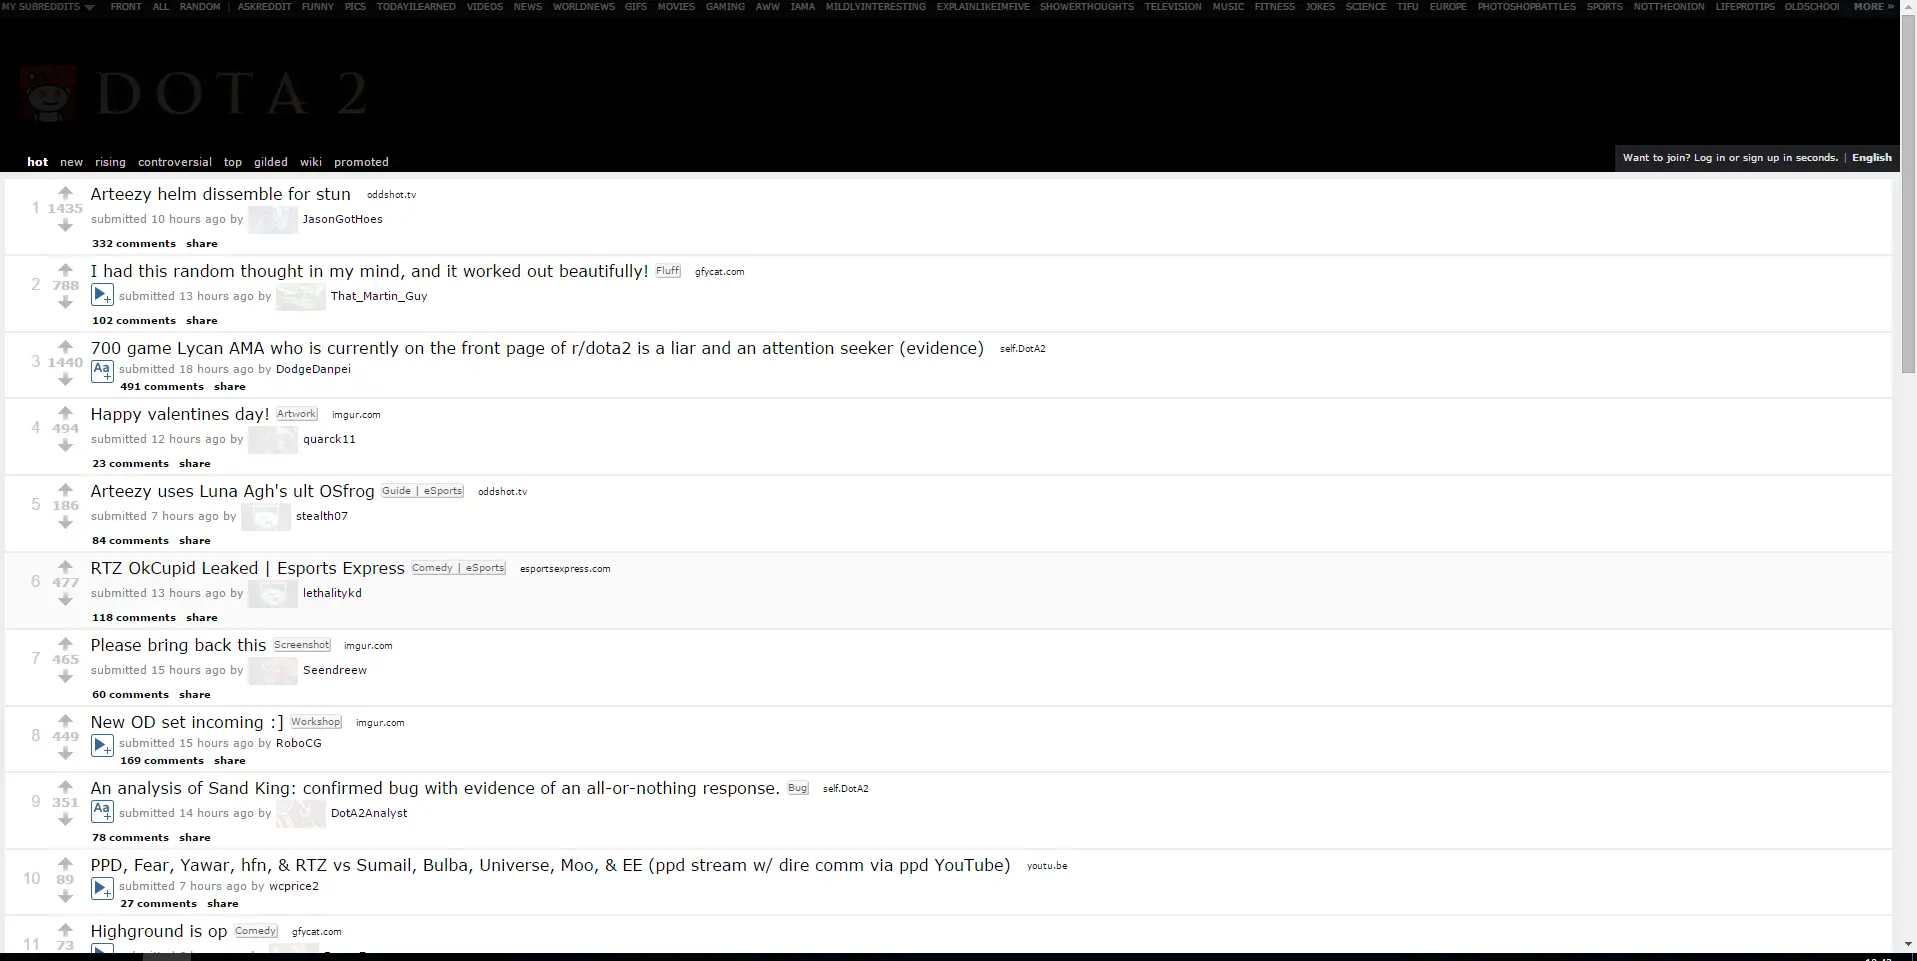 MY SUBREDDITS FRONT ALL RANDOM | ASKREDDIT FUNNY PICS TODAYILEARNED VIDEOS NEWS WORLDNEWS GIFS MOVIES GAMING AWW IAMA MILDLYINTERESTING EXPLAINLIKEIMFIVE SHOWERTHOUGHTS TELEVISION MUSIC FITNESS JOKES SCIENCE TIFU EUROPE PHOTOSHOPBATTLES SPORTS NOTTHEONION LIFEPROTIPS OLDSCHOOL MORE »
DOTA 2
hot new rising controversial top gilded wiki promoted
Want to join? Log in or sign up in seconds. | English
1 1435 Arteezy helm dissemble for stun oddshot.tv
submitted 10 hours ago by JasonGotHoes
332 comments share
2 788 I had this random thought in my mind, and it worked out beautifully! Fluff gfycat.com
submitted 13 hours ago by That_Martin_Guy
102 comments share
3 1440 700 game Lycan AMA who is currently on the front page of r/dota2 is a liar and an attention seeker (evidence) self.DotA2
Aa+ submitted 18 hours ago by DodgeDanpei
491 comments share
4 494 Happy valentines day! Artwork imgur.com
submitted 12 hours ago by quarck11
23 comments share
5 186 Arteezy uses Luna Agh's ult OSfrog Guide | eSports oddshot.tv
submitted 7 hours ago by stealth07
84 comments share
6 477 RTZ OkCupid Leaked | Esports Express Comedy | eSports esportsexpress.com
submitted 13 hours ago by lethalitykd
118 comments share
7 465 Please bring back this Screenshot imgur.com
submitted 15 hours ago by Seendreew
60 comments share
8 449 New OD set incoming :] Workshop imgur.com
submitted 15 hours ago by RoboCG
169 comments share
9 351 An analysis of Sand King: confirmed bug with evidence of an all-or-nothing response. Bug self.DotA2
Aa+ submitted 14 hours ago by DotA2Analyst
78 comments share
10 89 PPD, Fear, Yawar, hfn, & RTZ vs Sumail, Bulba, Universe, Moo, & EE (ppd stream w/ dire comm via ppd YouTube) youtu.be
submitted 7 hours ago by wcprice2
27 comments share
11 73 Highground is op Comedy gfycat.com